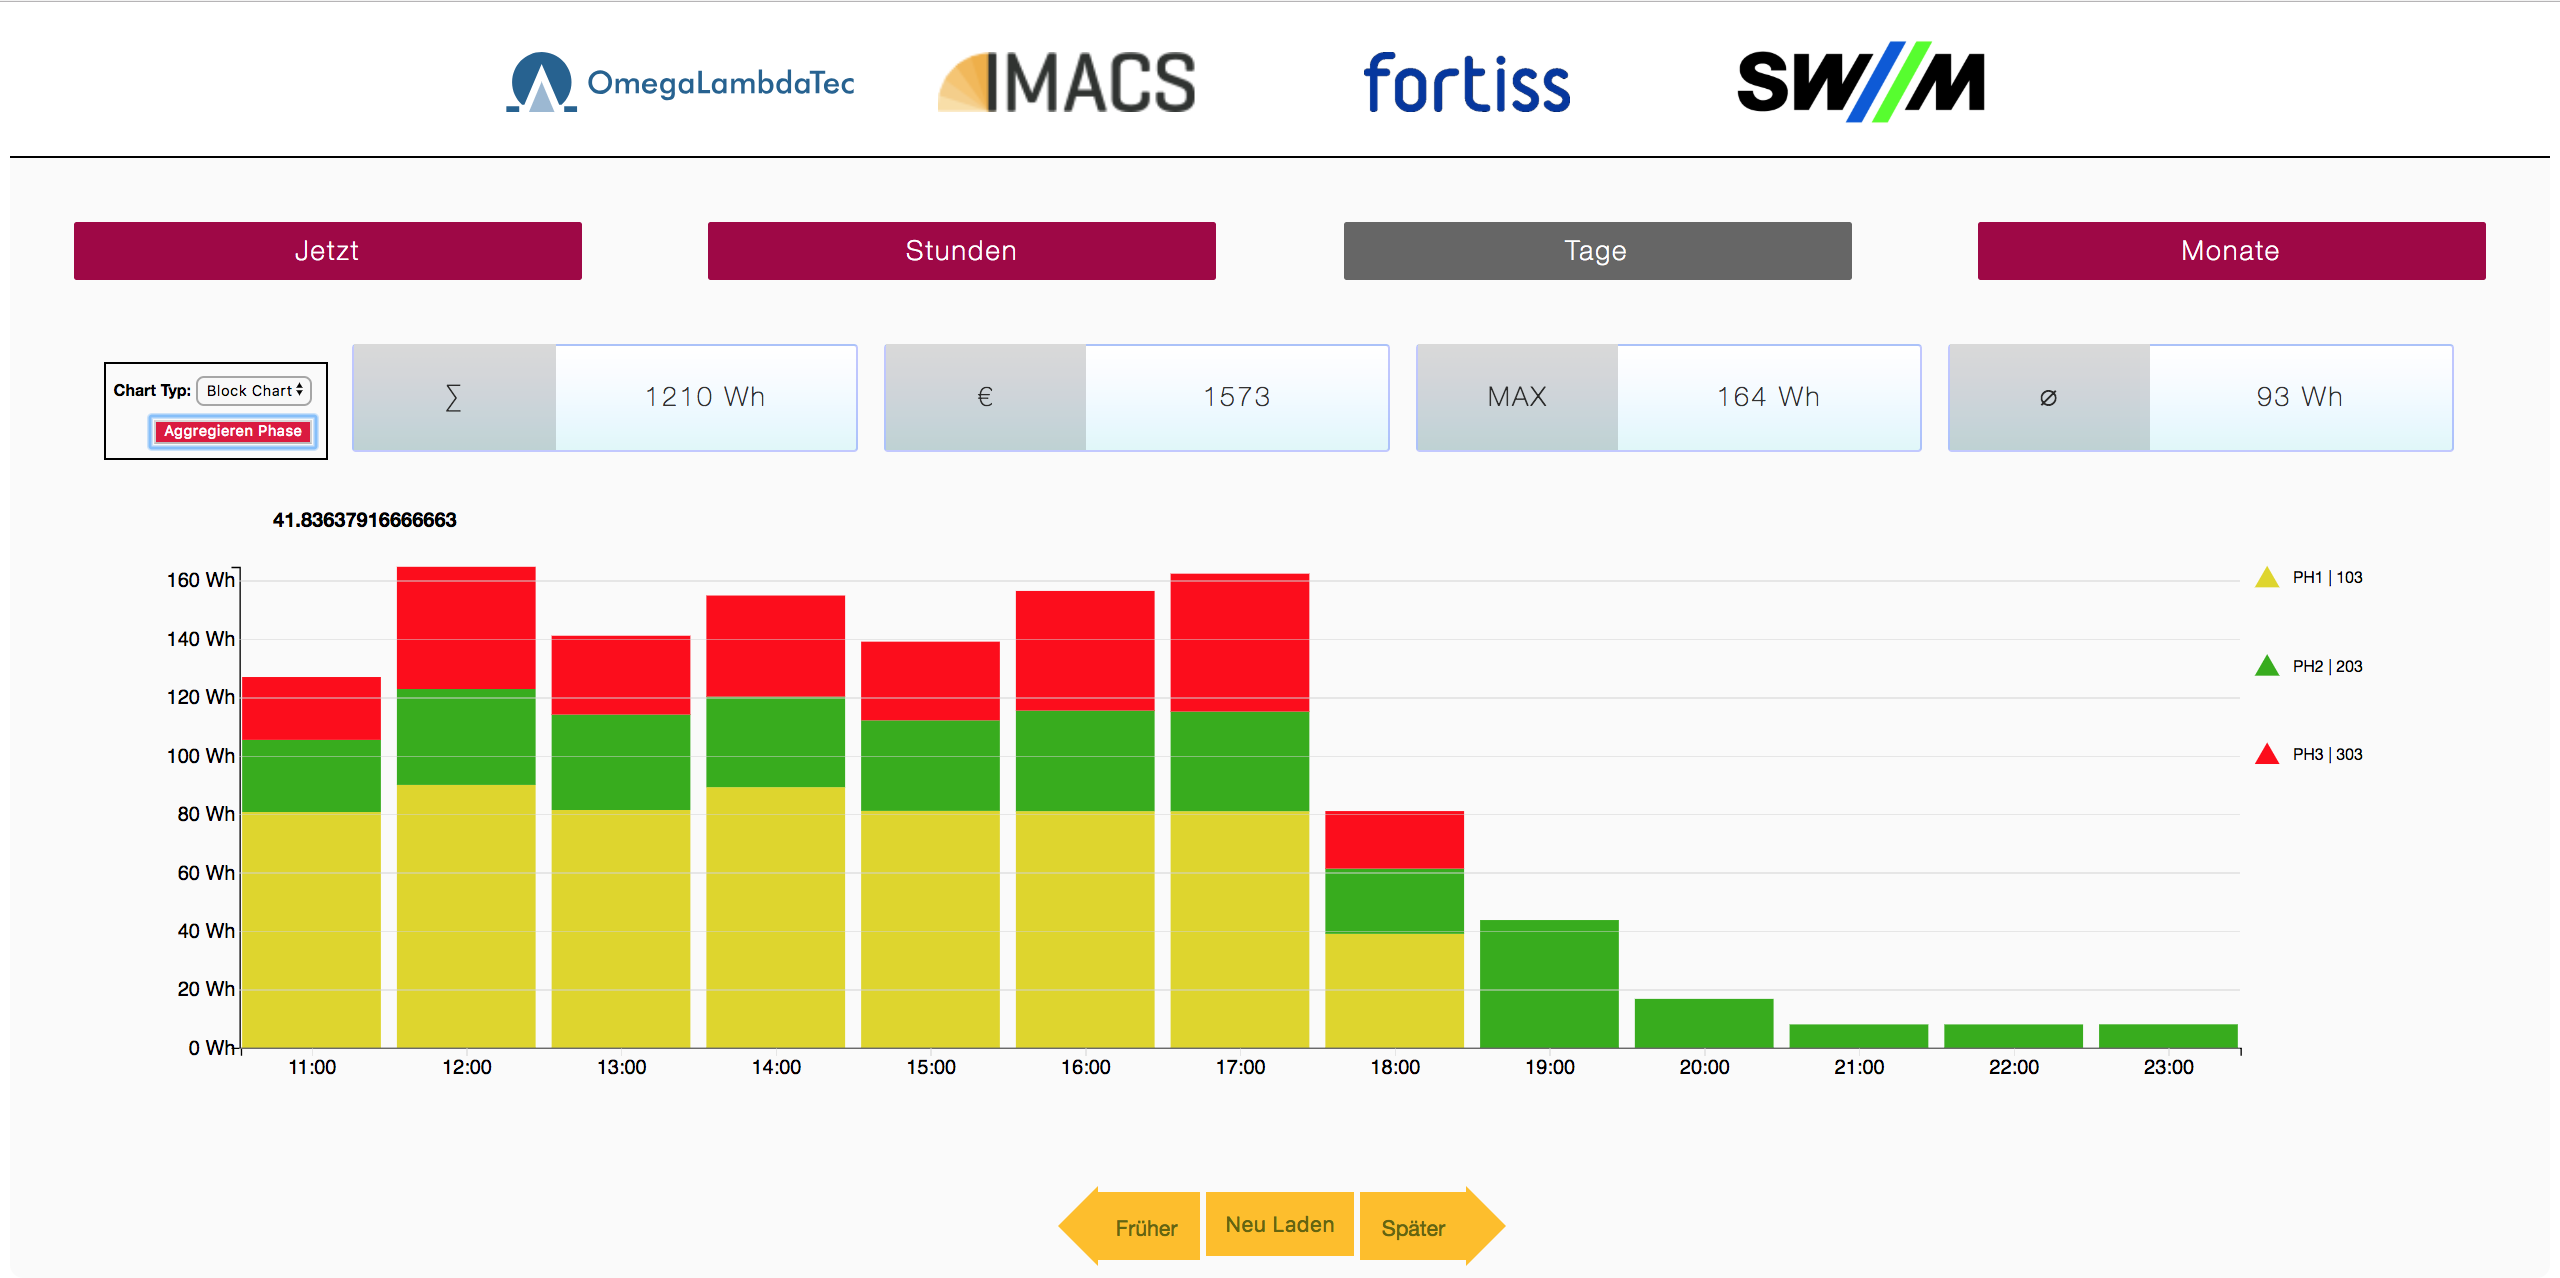 OmegaLambdaTec IMACS fortiss SW//M
Jetzt Stunden Tage Monate
Chart Typ: Block Chart
Aggregieren Phase
∑ 1210 Wh € 1573 MAX 164 Wh ⌀ 93 Wh
41.83637916666663
160 Wh
140 Wh
120 Wh
100 Wh
80 Wh
60 Wh
40 Wh
20 Wh
0 Wh
11:00 12:00 13:00 14:00 15:00 16:00 17:00 18:00 19:00 20:00 21:00 22:00 23:00
PH1 | 103
PH2 | 203
PH3 | 303
Früher Neu Laden Später